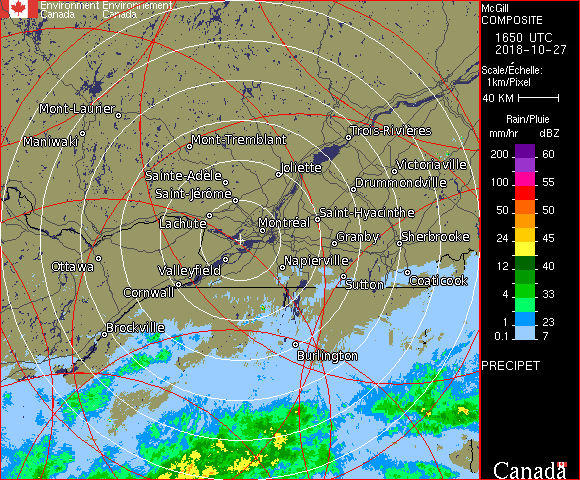 Environment Environnement
Canada Canada
McGill
COMPOSITE
1650 UTC
2018-10-27
Scale/Échelle:
1km/Pixel
40 KM
Rain/Pluie
mm/hr dBZ
200 60
100 55
50 50
24 45
12 40
4 33
1 23
0.1 7
PRECIPET
Mont-Laurier
Maniwaki
Mont-Tremblant
Trois-Rivières
Sainte-Adèle
Joliette
Victoriaville
Saint-Jérôme
Drummondville
Lachute
Montréal
Saint-Hyacinthe
Ottawa
Granby
Sherbrooke
Valleyfield
Napierville
Cornwall
Sutton
Coaticook
Brockville
Burlington
Canada